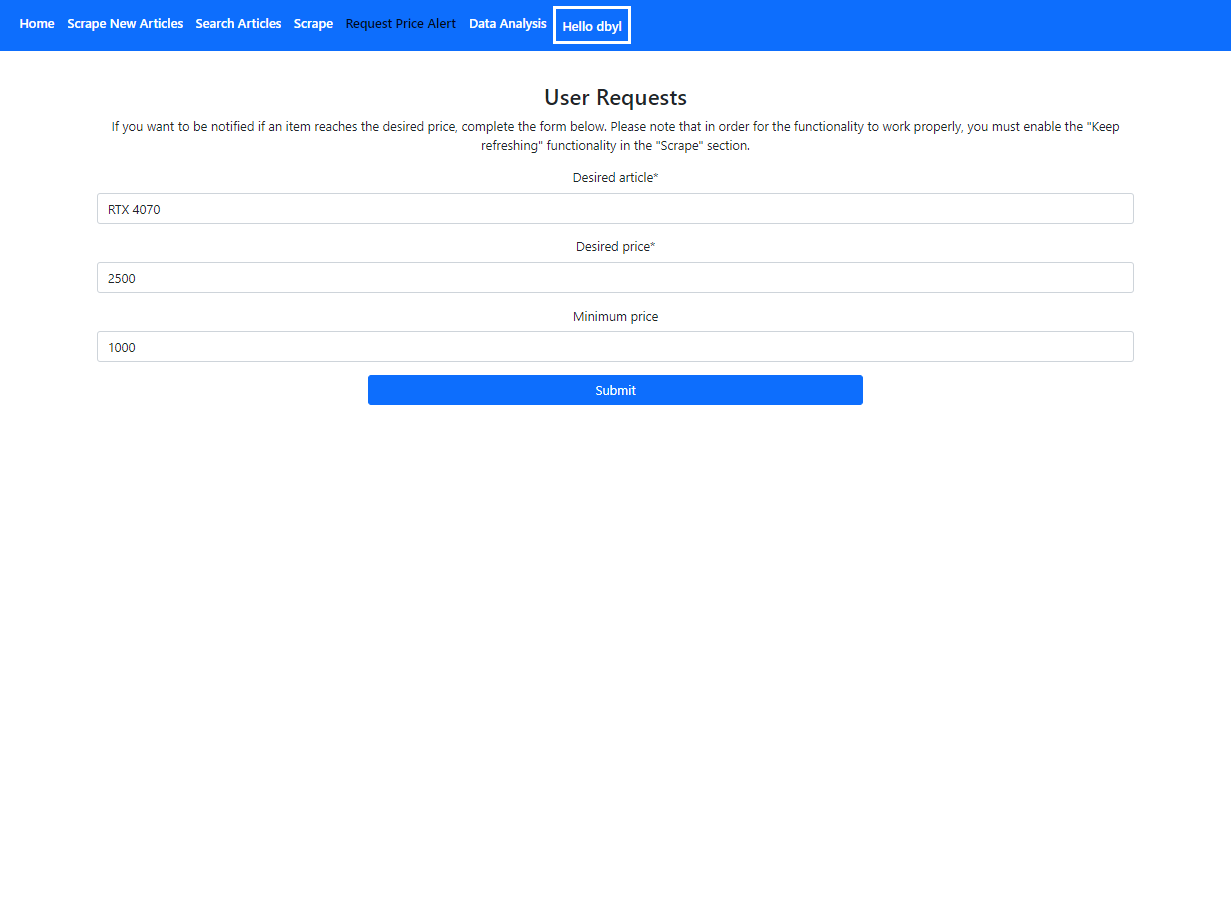 Home Scrape New Articles Search Articles Scrape Request Price Alert Data Analysis Hello dbyl
User Requests
If you want to be notified if an item reaches the desired price, complete the form below. Please note that in order for the functionality to work properly, you must enable the "Keep
refreshing" functionality in the "Scrape" section.
Desired article*
RTX 4070
Desired price*
2500
Minimum price
1000
Submit